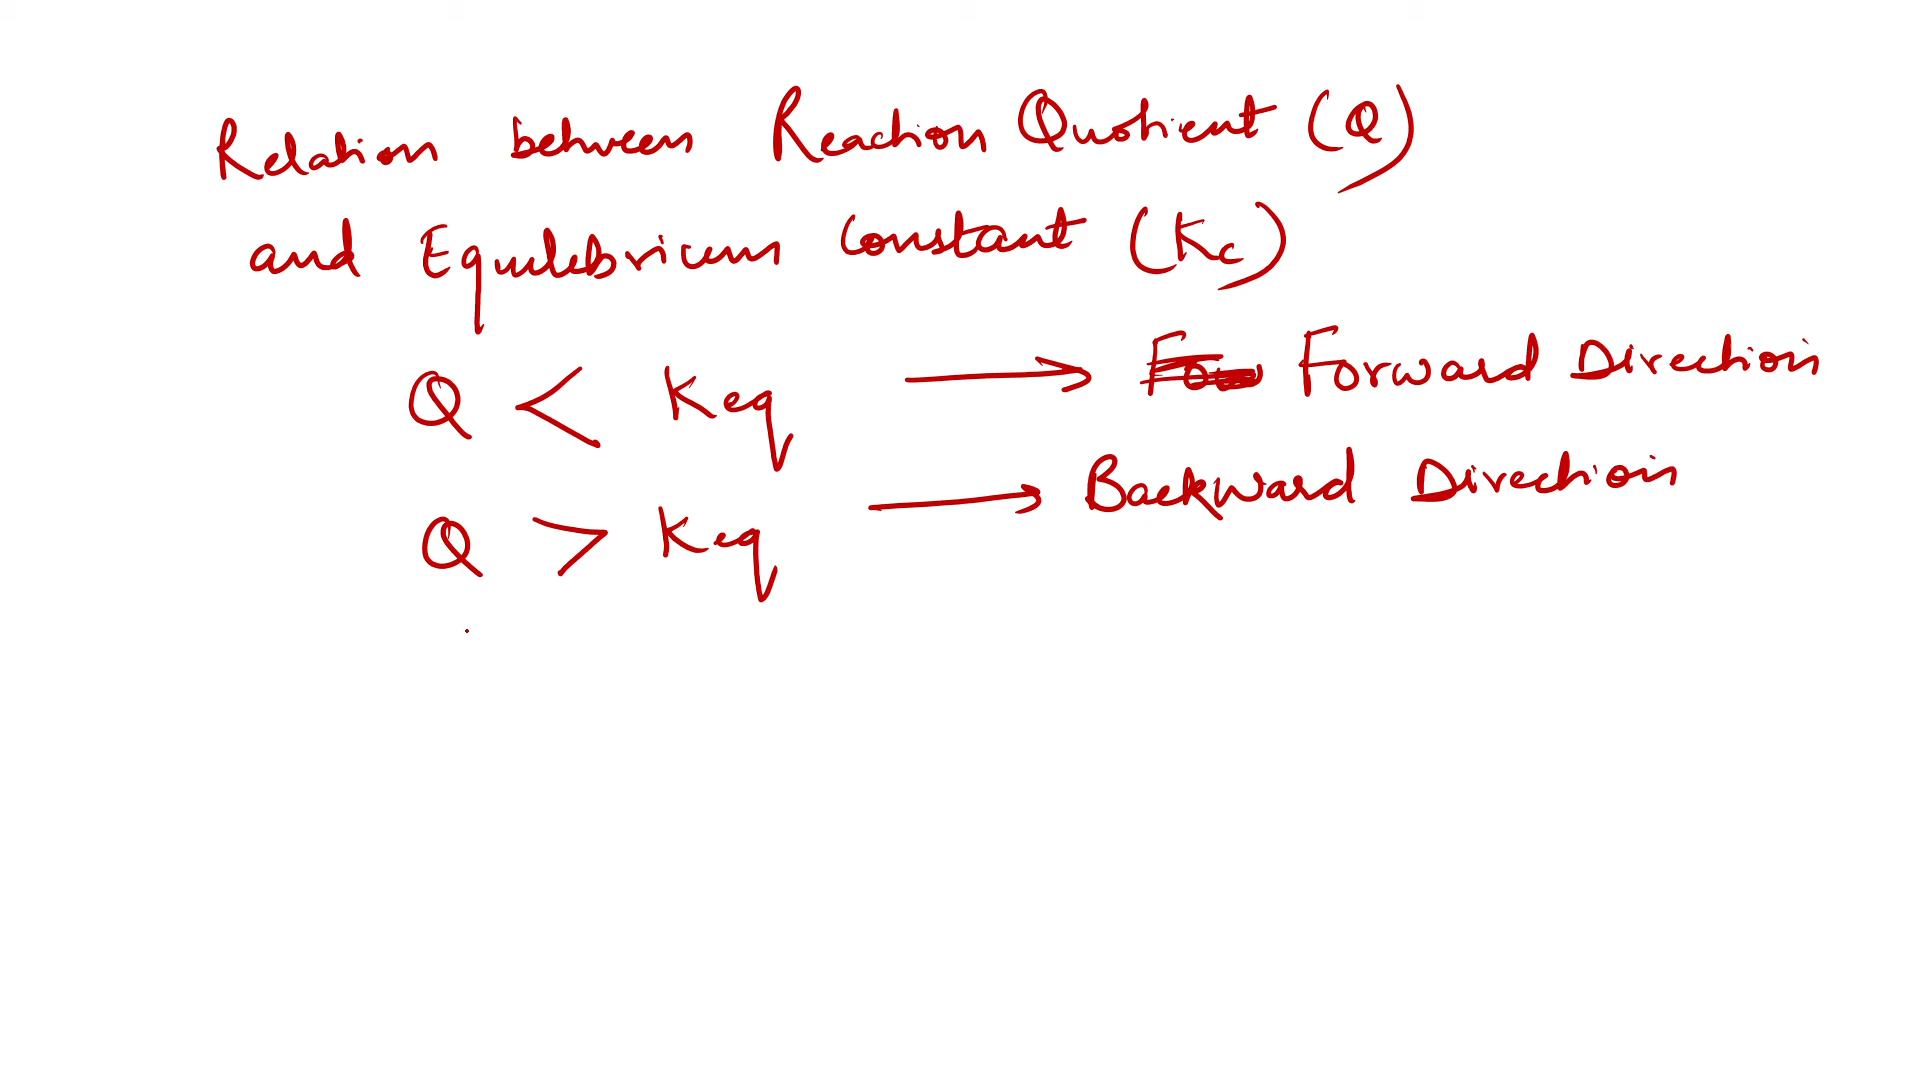 Relation between Reaction Quotient (Q)
and Equilibrium Constant (Kc)
Q < Keq → Forward Direction
Q > Keq → Backward Direction